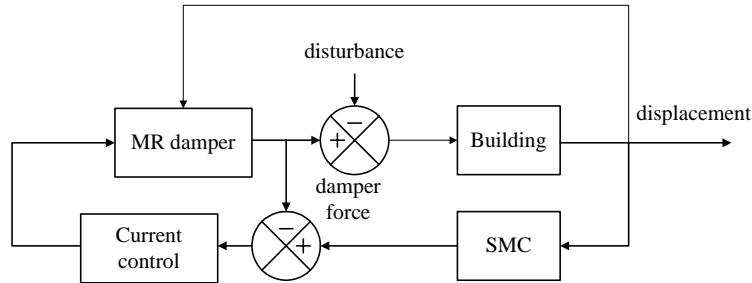 disturbance
displacement
MR damper
−
+
Building
damper
force
Current
control
−
+
SMC